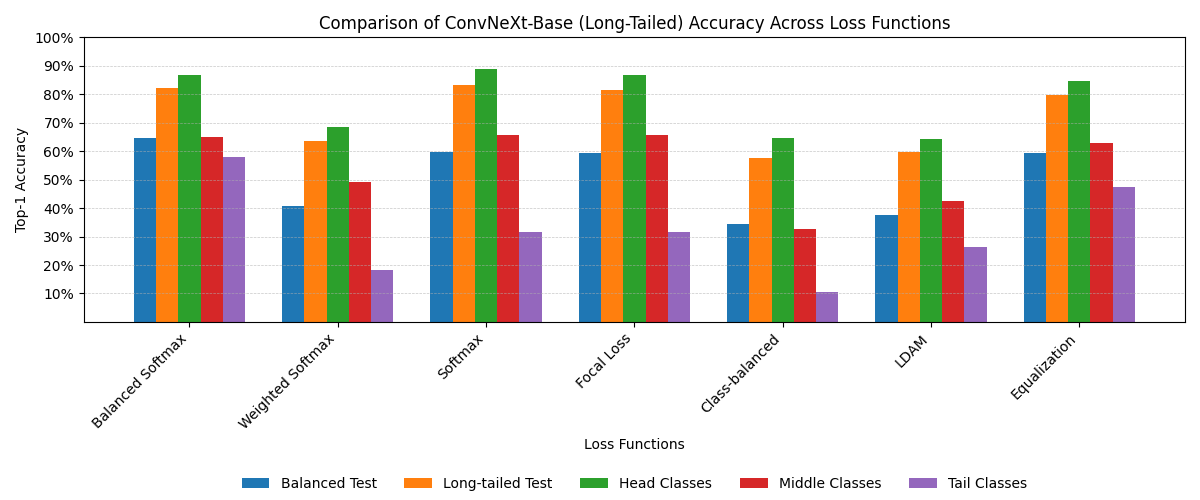 Comparison of ConvNeXt-Base (Long-Tailed) Accuracy Across Loss Functions
Top-1 Accuracy
100%
90%
80%
70%
60%
50%
40%
30%
20%
10%
Balanced Softmax
Weighted Softmax
Softmax
Focal Loss
Class-balanced
LDAM
Equalization
Loss Functions
Balanced Test
Long-tailed Test
Head Classes
Middle Classes
Tail Classes